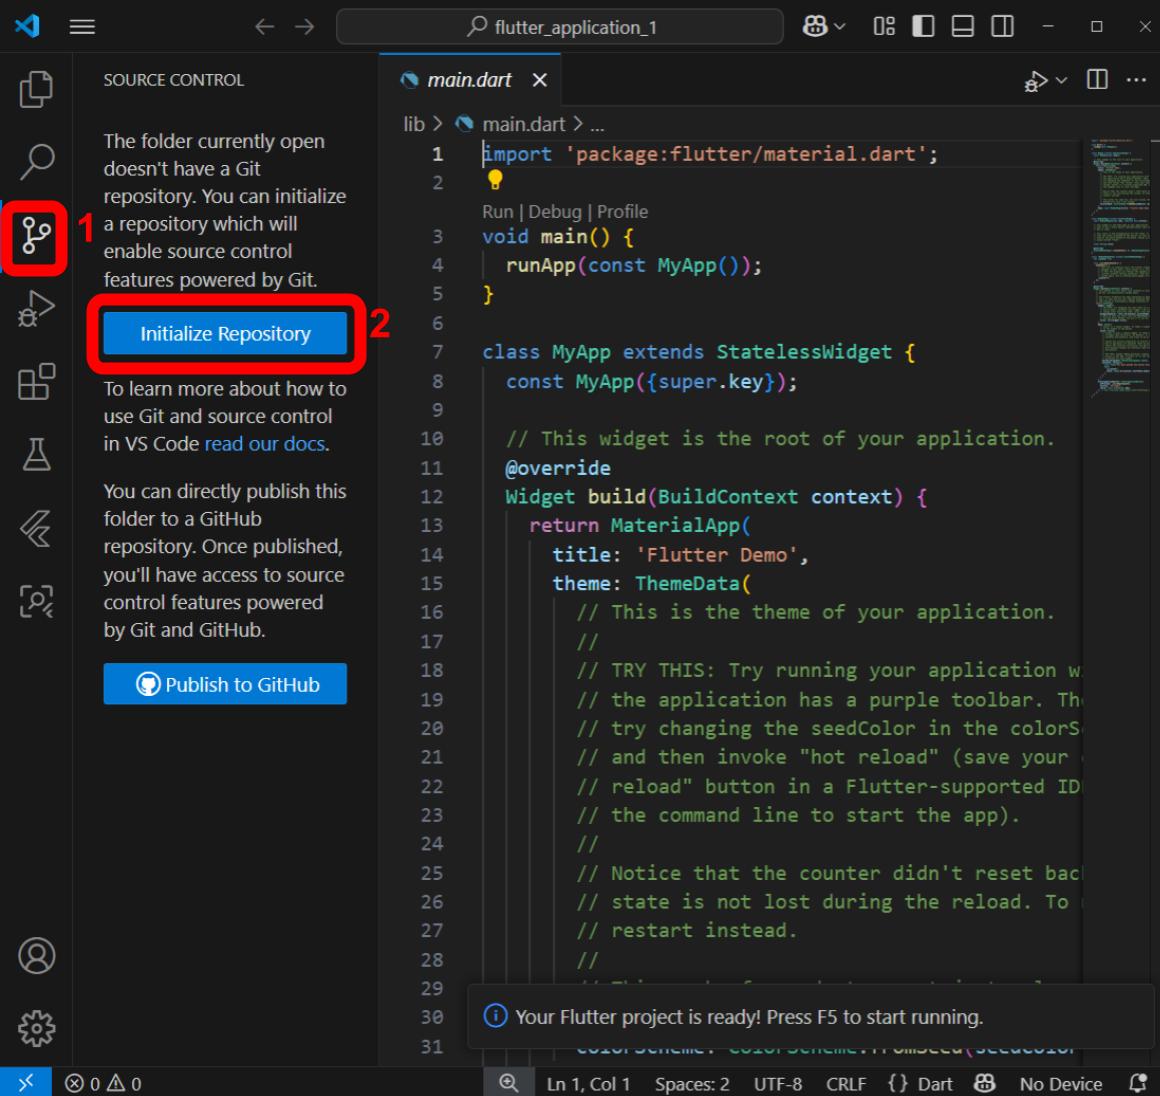 flutter_application_1
SOURCE CONTROL
The folder currently open
doesn't have a Git
repository. You can initialize
a repository which will
enable source control
features powered by Git.
1
Initialize Repository
2
To learn more about how to
use Git and source control
in VS Code read our docs.
You can directly publish this
folder to a GitHub
repository. Once published,
you'll have access to source
control features powered
by Git and GitHub.
Publish to GitHub
main.dart
lib > main.dart > ...
1 import 'package:flutter/material.dart';
2
Run | Debug | Profile
3 void main() {
4 runApp(const MyApp());
5 }
6
7 class MyApp extends StatelessWidget {
8 const MyApp({super.key});
9
10 // This widget is the root of your application.
11 @override
12 Widget build(BuildContext context) {
13 return MaterialApp(
14 title: 'Flutter Demo',
15 theme: ThemeData(
16 // This is the theme of your application.
17 //
18 // TRY THIS: Try running your application
19 // the application has a purple toolbar.
20 // try changing the seedColor in the
21 // and then invoke "hot reload" (save your
22 // reload" button in a Flutter-supported
23 // the command line to start the app).
24 //
25 // Notice that the counter didn't reset
26 // state is not lost during the reload. To
27 // restart instead.
28 //
29
30
31
Your Flutter project is ready! Press F5 to start running.
0 0
Ln 1, Col 1 Spaces: 2 UTF-8 CRLF {} Dart No Device